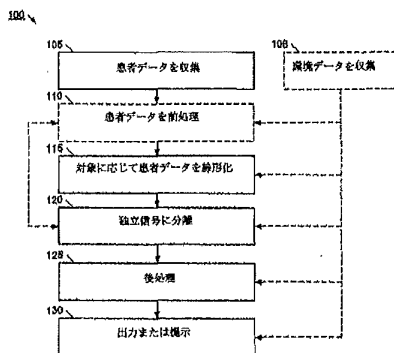 100
105
患者データを収集
108
環境データを収集
110
患者データを前処理
115
対象に応じて患者データを線形化
120
独立信号に分離
125
後処理
130
出力または提示